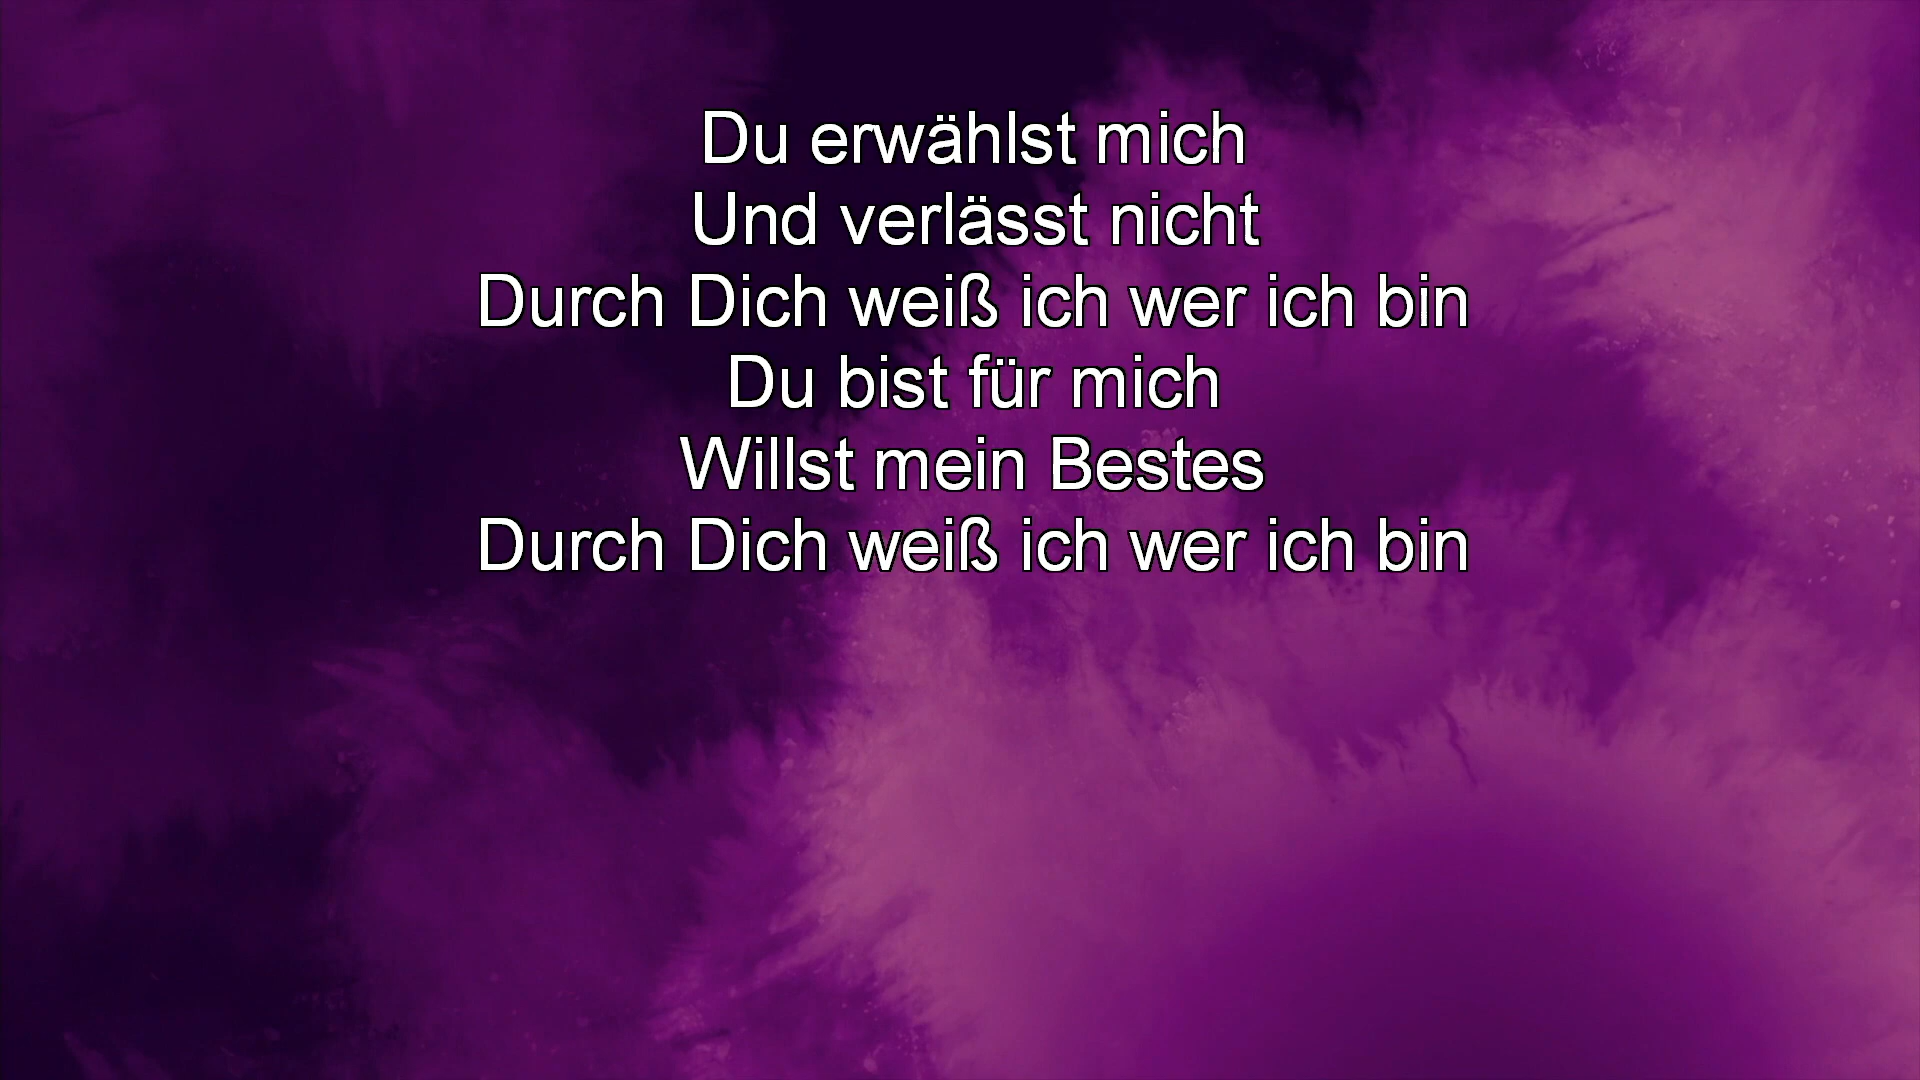 Du erwählst mich
Und verlässt nicht
Durch Dich weiß ich wer ich bin
Du bist für mich
Willst mein Bestes
Durch Dich weiß ich wer ich bin